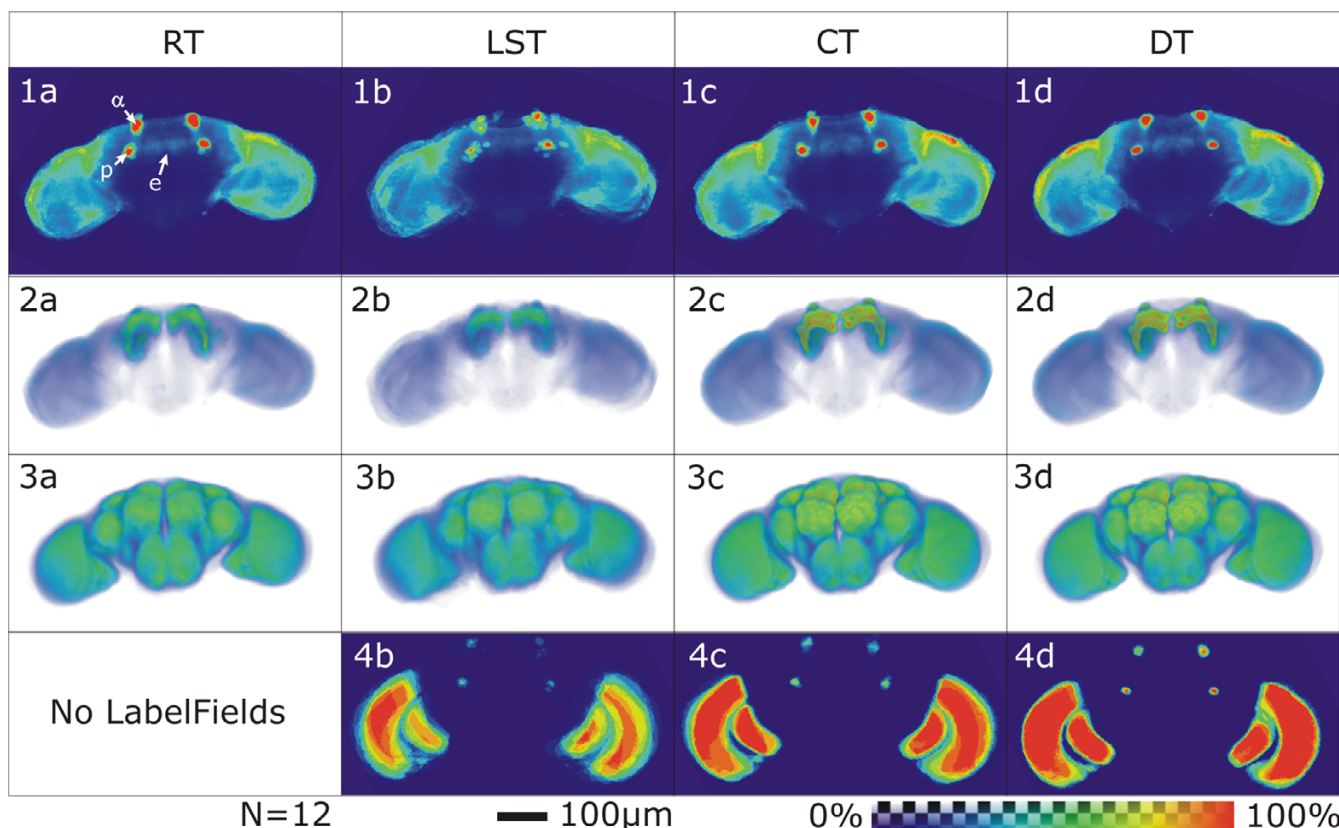 RT LST CT DT
1a α p e 1b 1c 1d
2a 2b 2c 2d
3a 3b 3c 3d
No LabelFields 4b 4c 4d
N=12 100μm 0% 100%